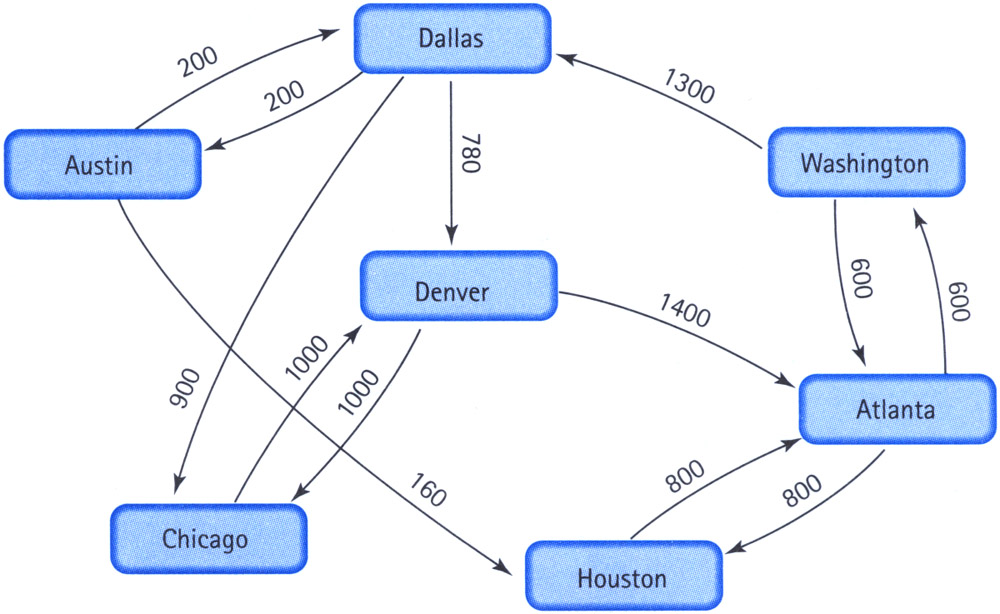 Dallas
200
200
1300
Austin
780
Washington
Denver
600
600
1400
900
1000
1000
Atlanta
160
800
800
Chicago
Houston